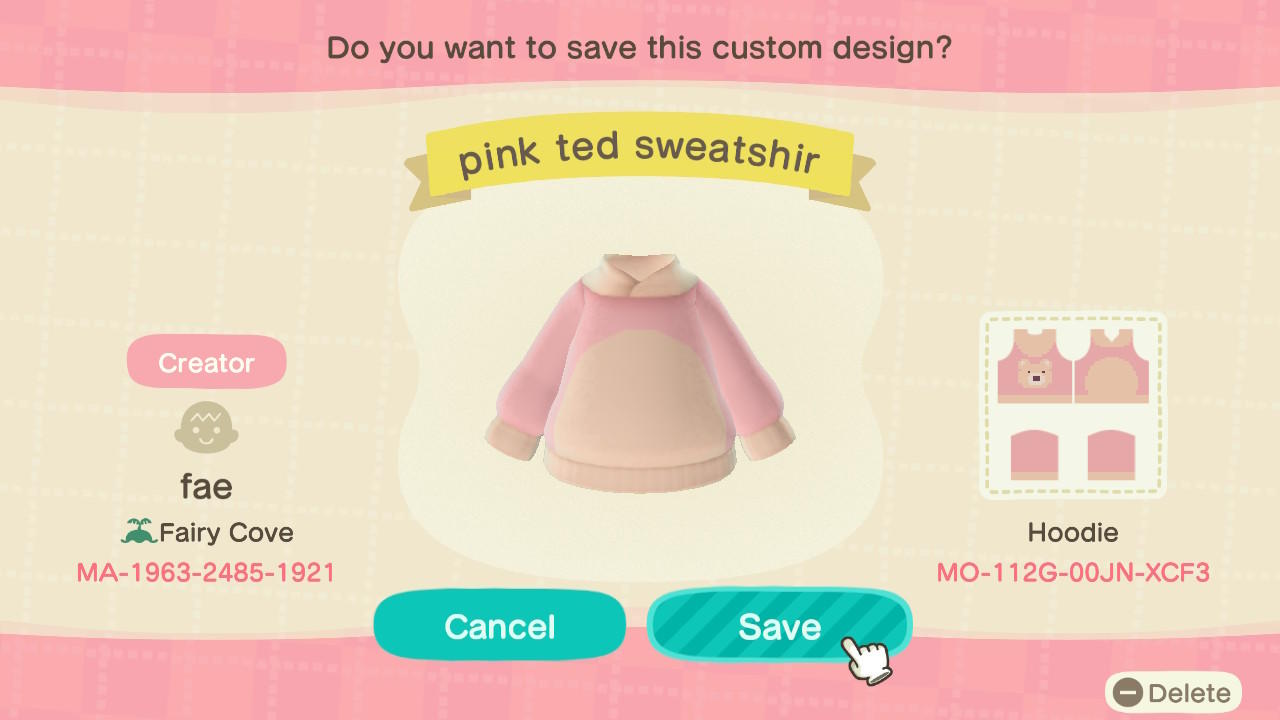 Do you want to save this custom design?
pink ted sweatshir
Creator
fae
Fairy Cove
MA-1963-2485-1921
Hoodie
MO-112G-00JN-XCF3
Cancel
Save
Delete